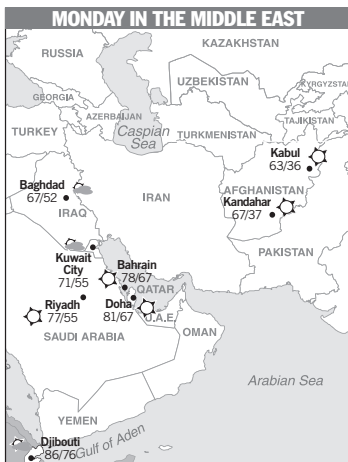 MONDAY IN THE MIDDLE EAST
KAZAKHSTAN
RUSSIA
UZBEKISTAN
KYRGYZSTAN
GEORGIA
TAJIKISTAN
AZERBAIJAN
TURKEY
Caspian
Sea
TURKMENISTAN
Kabul
63/36
Baghdad
67/52
IRAN
AFGHANISTAN
Kandahar
67/37
IRAQ
PAKISTAN
Kuwait
City
71/55
Bahrain
78/67
QATAR
Riyadh
77/55
Doha
81/67
U.A.E.
OMAN
SAUDI ARABIA
Arabian Sea
YEMEN
Djibouti
86/76
Gulf of Aden